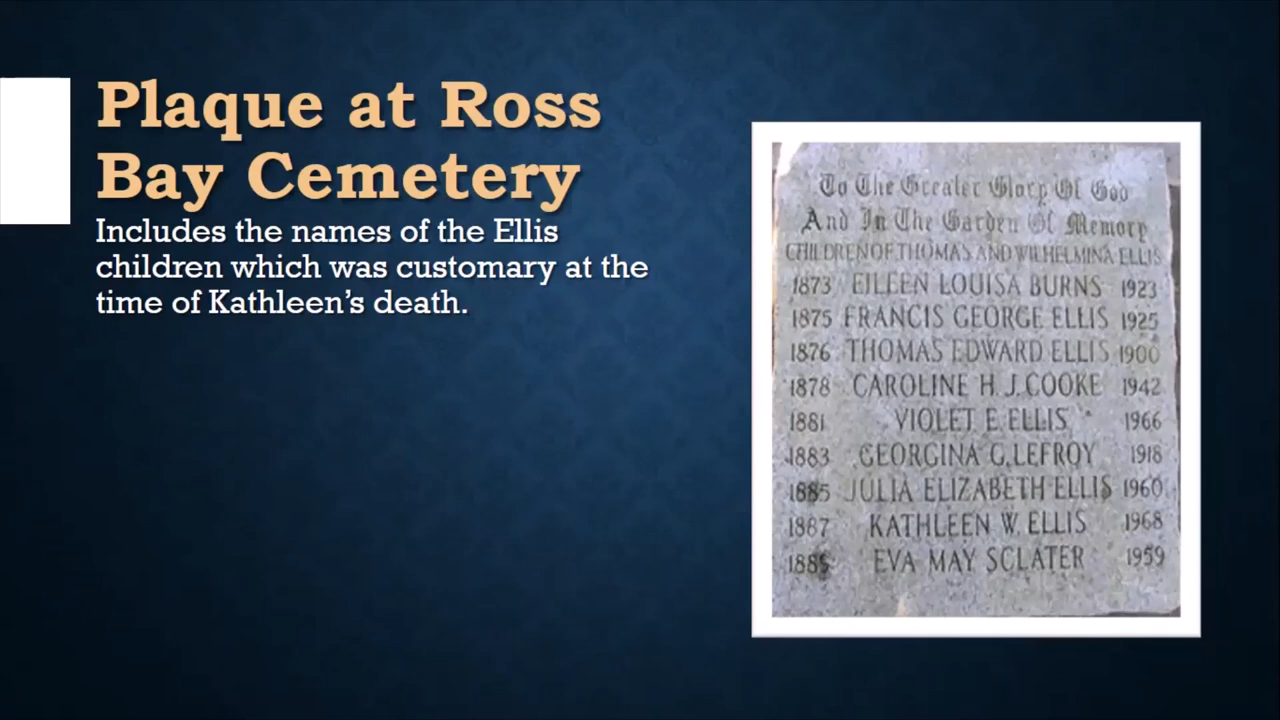 Plaque at Ross
Bay Cemetery
Includes the names of the Ellis
children which was customary at the
time of Kathleen's death.
To The Greater Glory Of God
And In The Garden Of Memory
CHILDREN OF THOMAS AND WILHELMINA ELLIS
1873 EILEEN LOUISA BURNS 1923
1875 FRANCIS GEORGE ELLIS 1925
1876 THOMAS EDWARD ELLIS 1900
1878 CAROLINE H. J. COOKE 1942
1881 VIOLET E. ELLIS 1966
1883 GEORGINA G. LEFROY 1918
1885 JULIA ELIZABETH ELLIS 1960
1887 KATHLEEN W. ELLIS 1968
EVA MAY SCLATER 1959